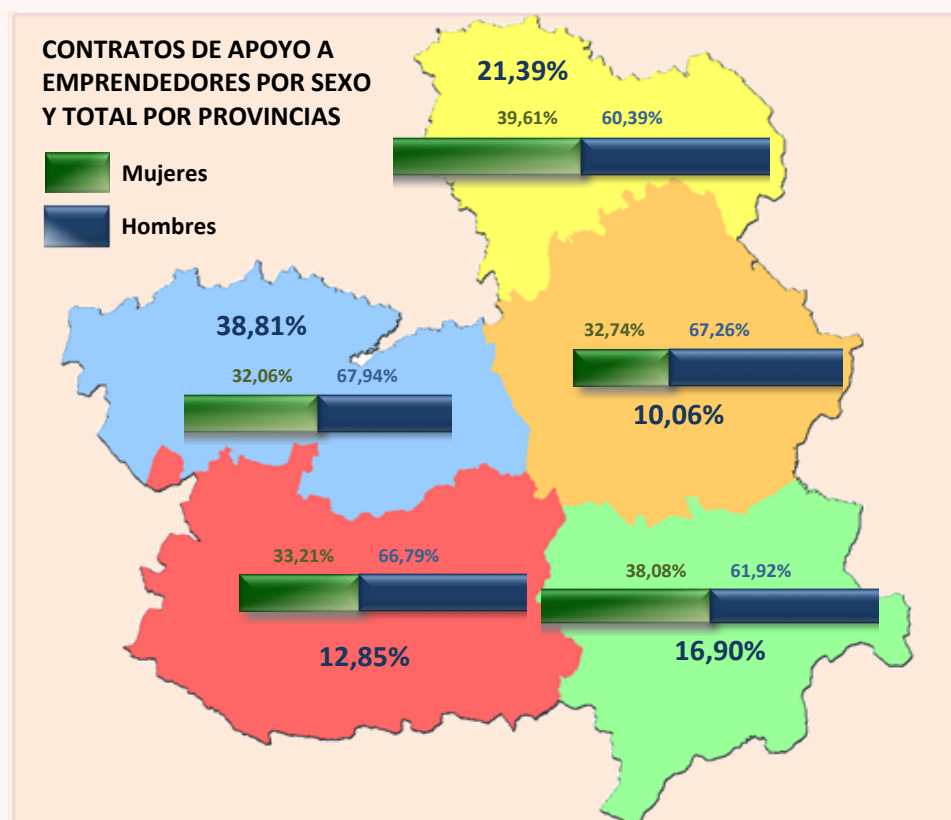 CONTRATOS DE APOYO A
EMPRENDEDORES POR SEXO
Y TOTAL POR PROVINCIAS
Mujeres
Hombres
21,39%
39,61% 60,39%
38,81%
32,06% 67,94%
32,74% 67,26%
10,06%
33,21% 66,79%
12,85%
38,08% 61,92%
16,90%